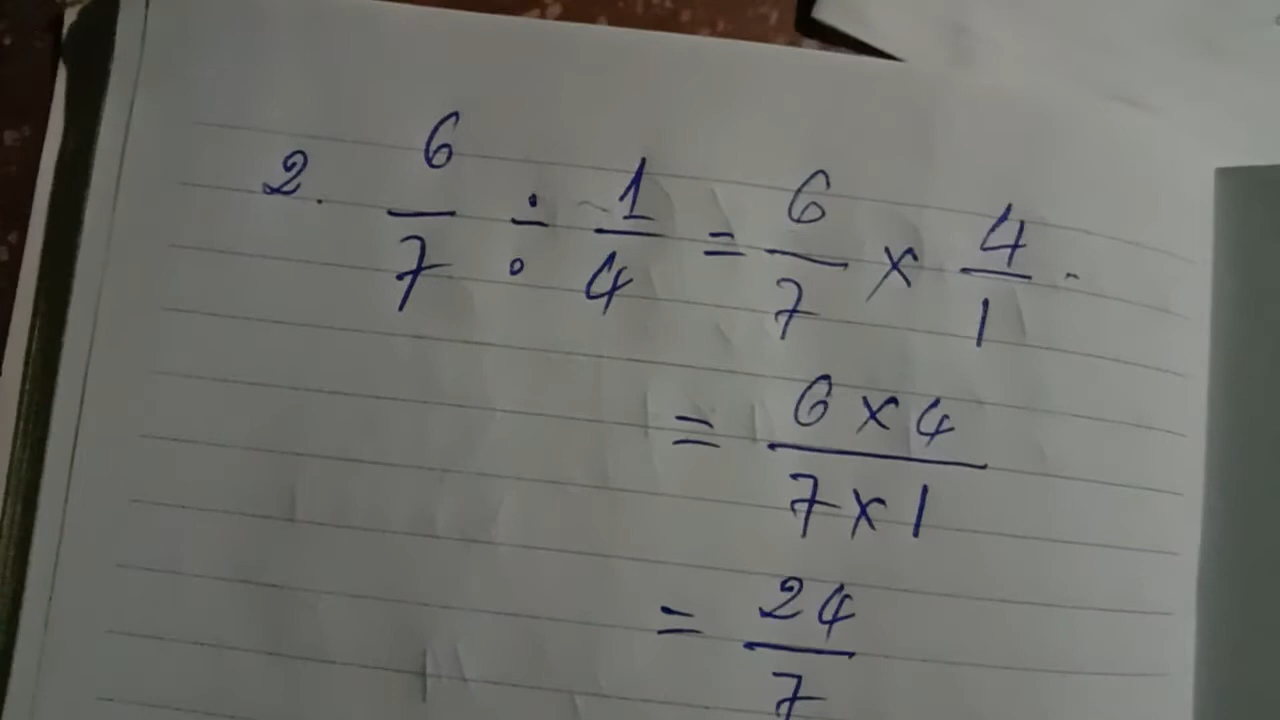 2. 6/7 ÷ 1/4 = 6/7 × 4/1
= 6×4/7×1
= 24/7